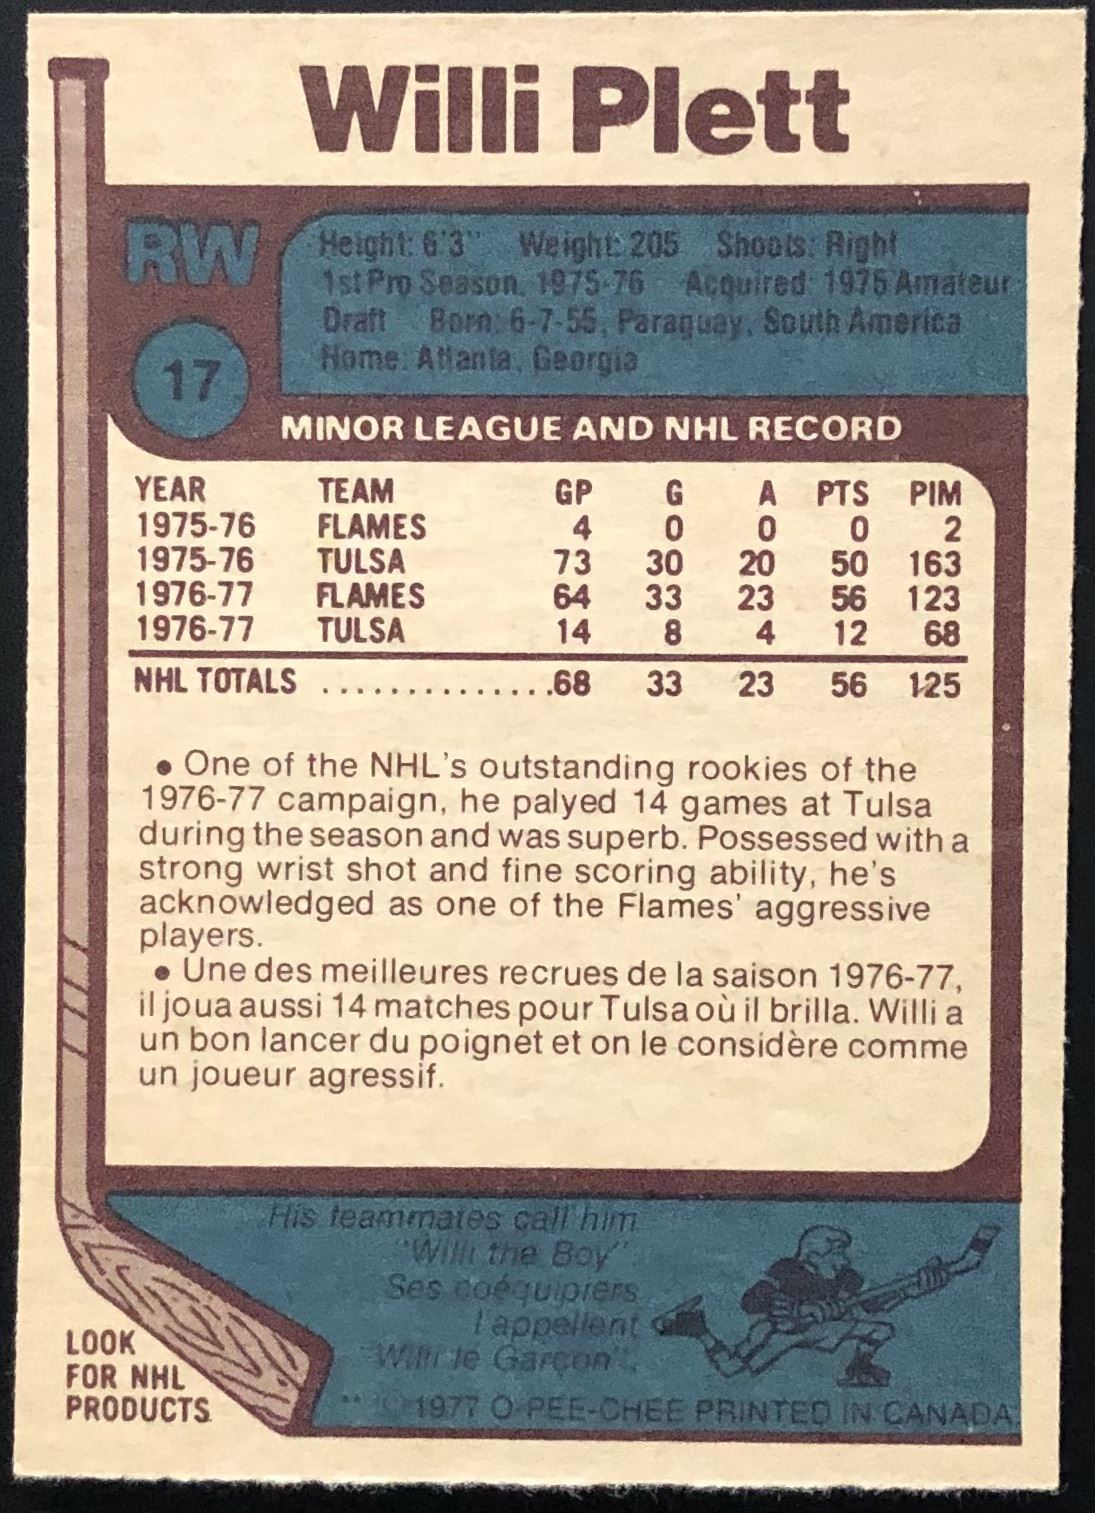 Willi Plett
RW
Height: 6'3" Weight: 205 Shoots: Right
1st Pro Season, 1975-76 Acquired: 1975 Amateur
Draft Born: 6-7-55, Paraguay, South America
Home: Atlanta, Georgia
17
MINOR LEAGUE AND NHL RECORD
YEAR TEAM GP G A PTS PIM
1975-76 FLAMES 4 0 0 0 2
1975-76 TULSA 73 30 20 50 163
1976-77 FLAMES 64 33 23 56 123
1976-77 TULSA 14 8 4 12 68
NHL TOTALS ..............68 33 23 56 125
• One of the NHL's outstanding rookies of the
1976-77 campaign, he palyed 14 games at Tulsa
during the season and was superb. Possessed with a
strong wrist shot and fine scoring ability, he's
acknowledged as one of the Flames' aggressive
players.
• Une des meilleures recrues de la saison 1976-77,
il joua aussi 14 matches pour Tulsa où il brilla. Willi a
un bon lancer du poignet et on le considère comme
un joueur agressif.
His teammates call him
"Willi the Boy".
Ses coéquipiers
l'appellent
"Willi le Garcon".
LOOK
FOR NHL
PRODUCTS
** © 1977 O-PEE-CHEE PRINTED IN CANADA